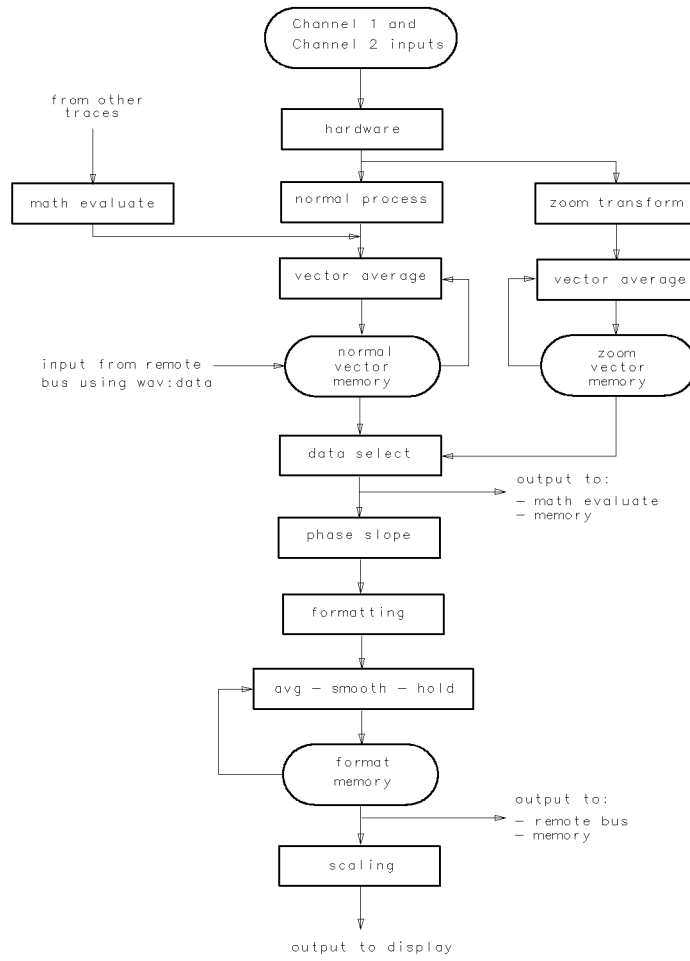 Channel 1 and
Channel 2 inputs
from other
traces
hardware
math evaluate
normal process
zoom transform
vector average
vector average
input from remote
bus using wav:data
normal
vector
memory
zoom
vector
memory
data select
output to:
– math evaluate
– memory
phase slope
formatting
avg – smooth – hold
format
memory
output to:
– remote bus
– memory
scaling
output to display